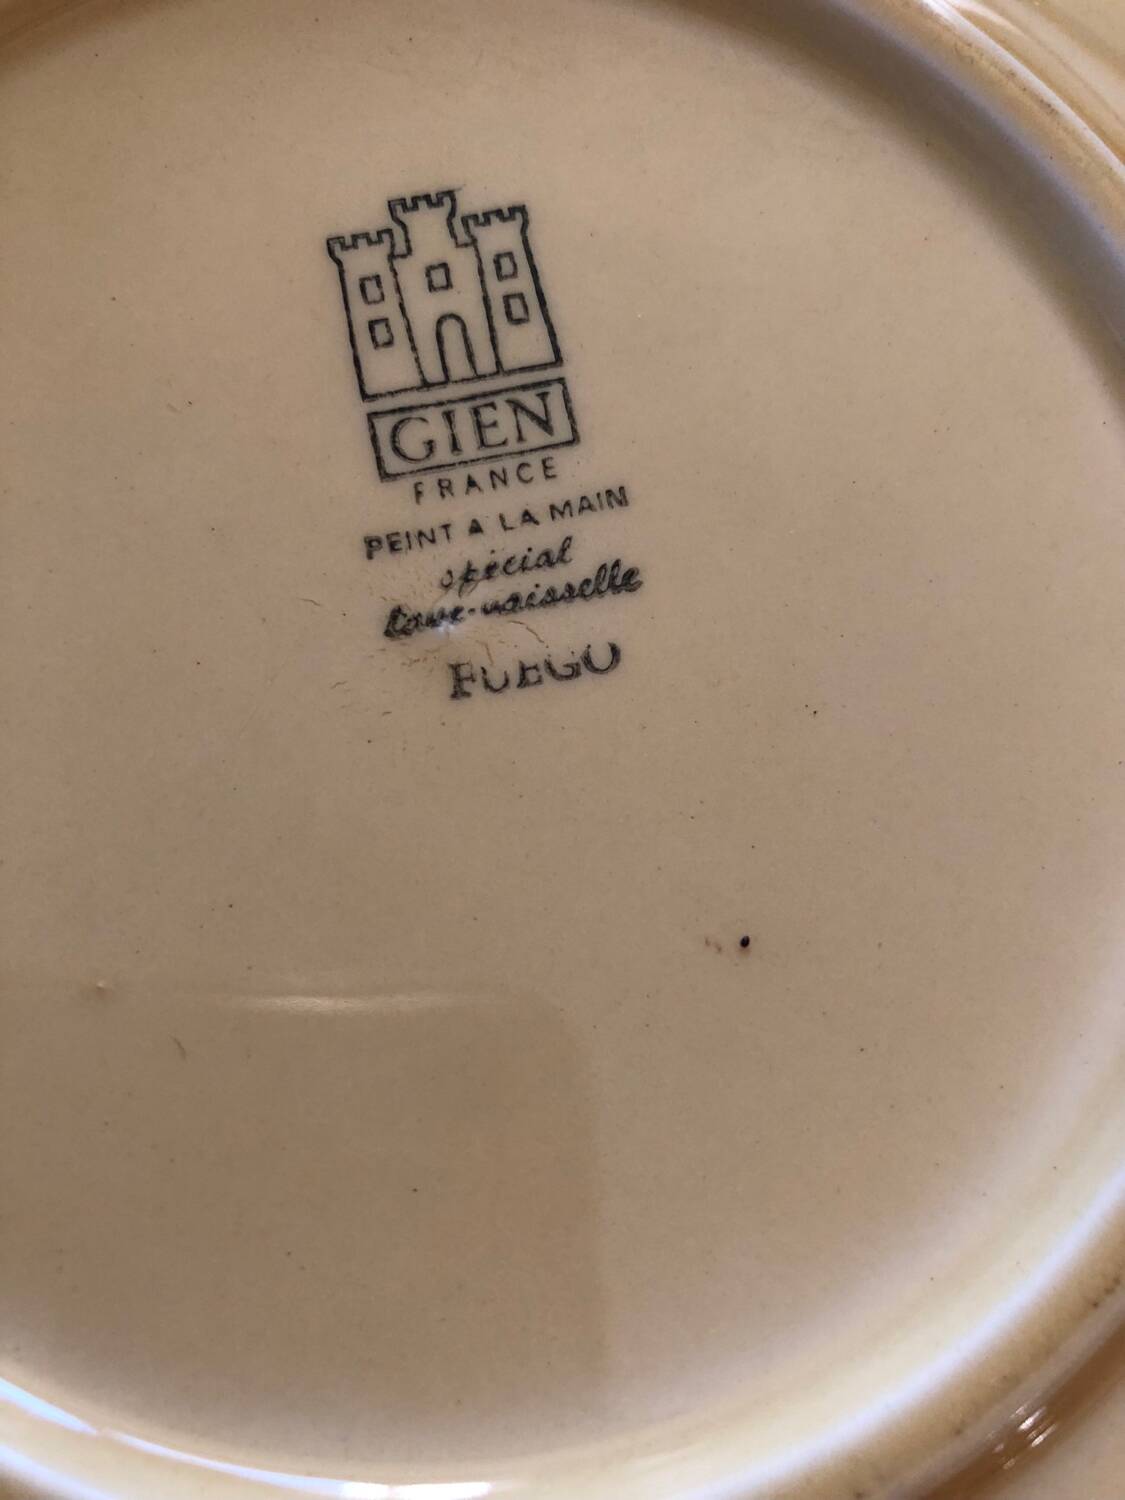 GIEN
FRANCE
PEINT A LA MAIN
spécial
lave-vaisselle
FUEGO